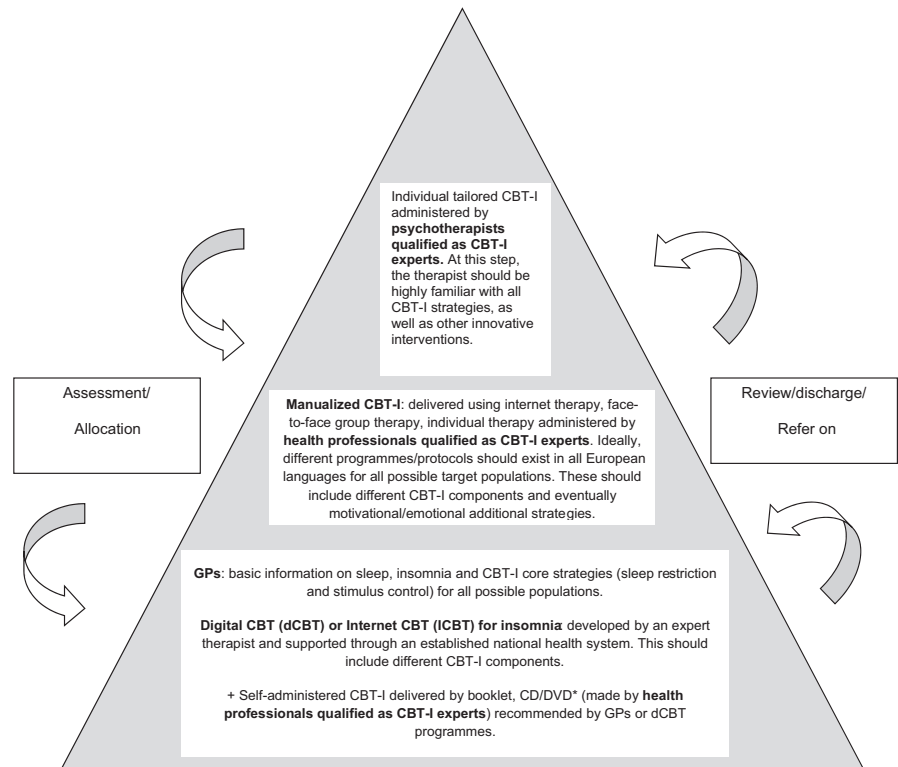 Individual tailored CBT-I
administered by
psychotherapists
qualified as CBT-I
experts. At this step,
the therapist should be
highly familiar with all
CBT-I strategies, as
well as other innovative
interventions.
Assessment/
Allocation
Review/discharge/
Refer on
Manualized CBT-I: delivered using internet therapy, face-
to-face group therapy, individual therapy administered by
health professionals qualified as CBT-I experts. Ideally,
different programmes/protocols should exist in all European
languages for all possible target populations. These should
include different CBT-I components and eventually
motivational/emotional additional strategies.
GPs: basic information on sleep, insomnia and CBT-I core strategies (sleep restriction
and stimulus control) for all possible populations.
Digital CBT (dCBT) or Internet CBT (ICBT) for insomnia: developed by an expert
therapist and supported through an established national health system. This should
include different CBT-I components.
+ Self-administered CBT-I delivered by booklet, CD/DVD* (made by health
professionals qualified as CBT-I experts) recommended by GPs or dCBT
programmes.